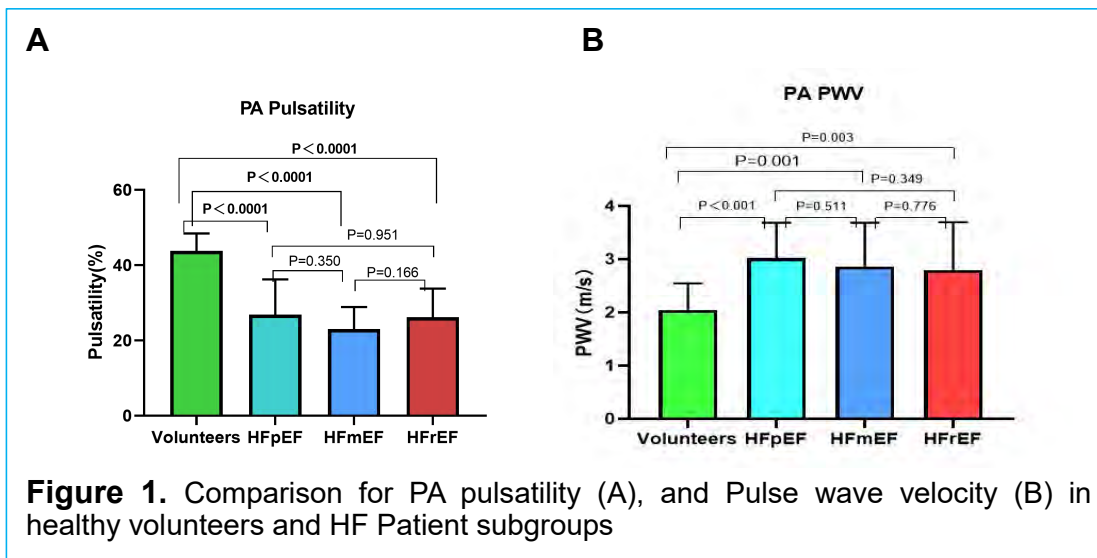 A
PA Pulsatility
P<0.0001
P<0.0001
P<0.0001
P=0.951
P=0.350
P=0.166
Pulsatility(%)
60
40
20
0
Volunteers HFpEF HFmEF HFrEF
B
PA PWV
P=0.003
P=0.001
P=0.349
P<0.001
P=0.511
P=0.776
PWV(m/s)
4
3
2
1
0
Volunteers HFpEF HFmEF HFrEF
Figure 1. Comparison for PA pulsatility (A), and Pulse wave velocity (B) in
healthy volunteers and HF Patient subgroups